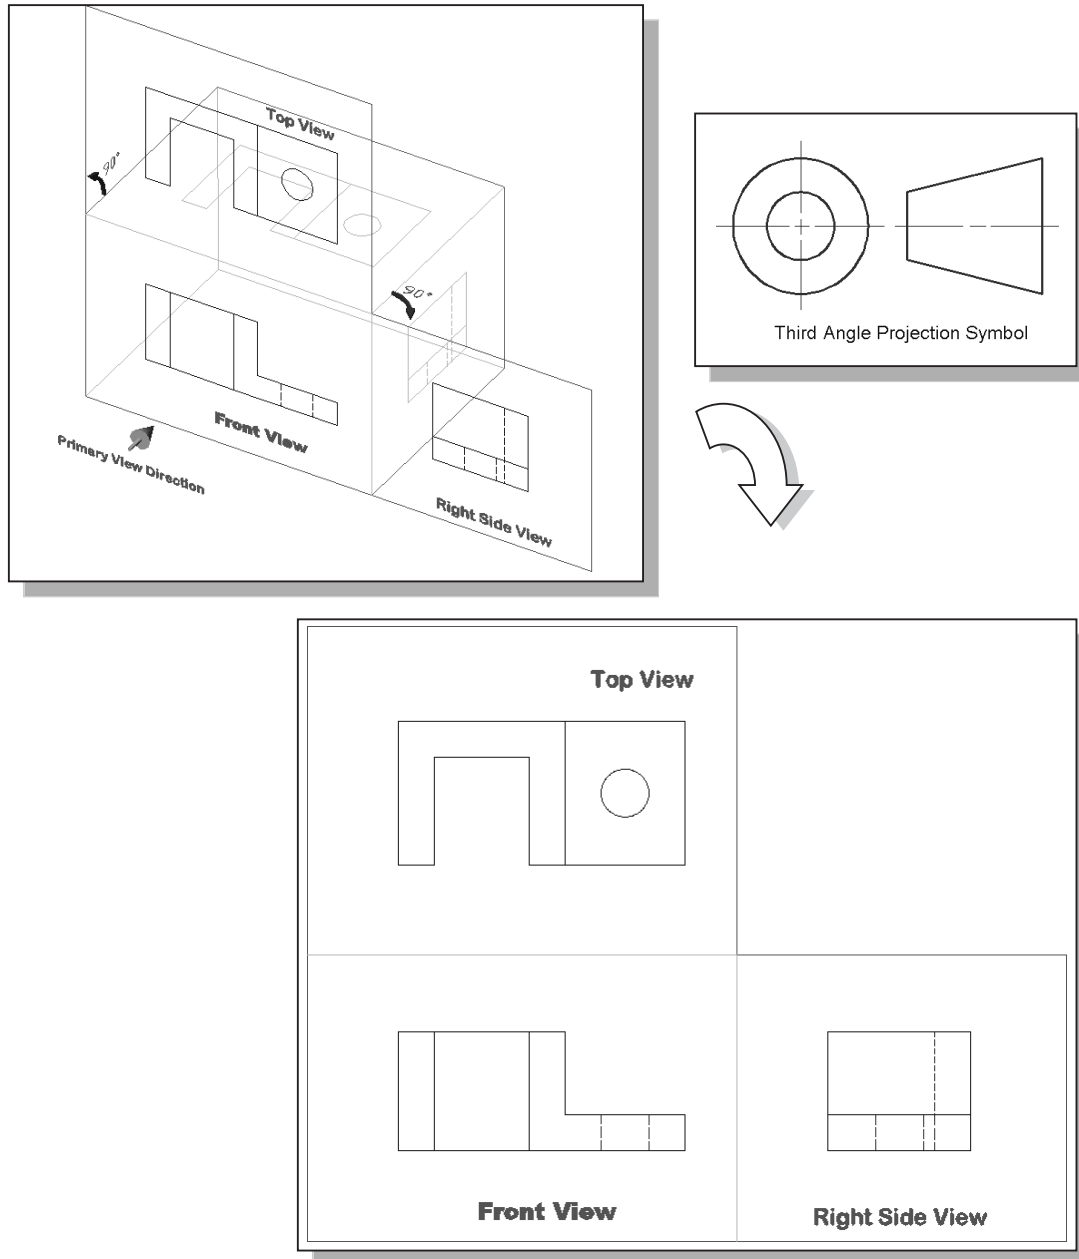 Top View
90°
90°
Front View
Primary View Direction
Right Side View
Third Angle Projection Symbol
Top View
Front View
Right Side View